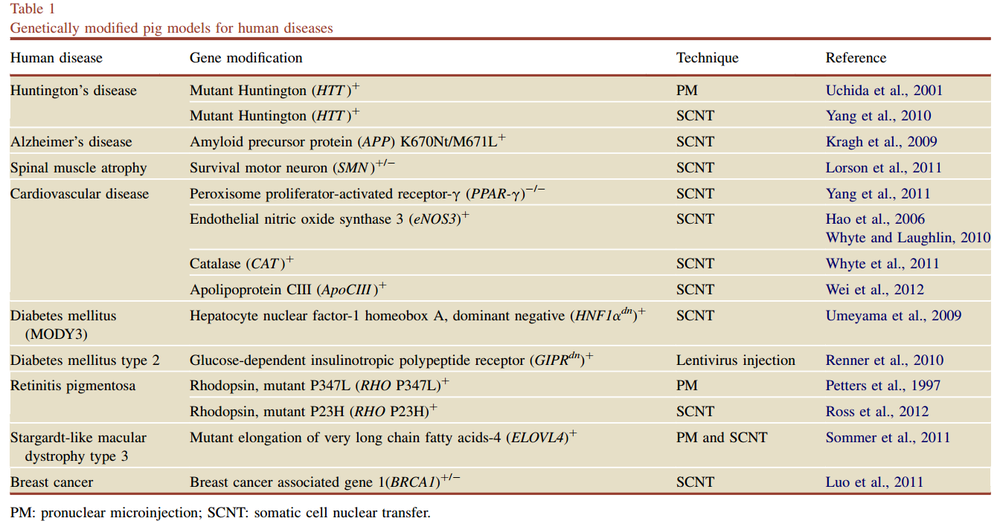 Table 1
Genetically modified pig models for human diseases
Human disease Gene modification Technique Reference
Huntington's disease Mutant Huntington (HTT)⁺ PM Uchida et al., 2001
Mutant Huntington (HTT)⁺ SCNT Yang et al., 2010
Alzheimer's disease Amyloid precursor protein (APP) K670Nt/M671L⁺ SCNT Kragh et al., 2009
Spinal muscle atrophy Survival motor neuron (SMN)⁺/⁻ SCNT Lorson et al., 2011
Cardiovascular disease Peroxisome proliferator-activated receptor-γ (PPAR-γ)⁻/⁻ SCNT Yang et al., 2011
Endothelial nitric oxide synthase 3 (eNOS3)⁺ SCNT Hao et al., 2006
Whyte and Laughlin, 2010
Catalase (CAT)⁺ SCNT Whyte et al., 2011
Apolipoprotein CIII (ApoCIII)⁺ SCNT Wei et al., 2012
Diabetes mellitus Hepatocyte nuclear factor-1 homeobox A, dominant negative (HNF1αᵈⁿ)⁺ SCNT Umeyama et al., 2009
(MODY3)
Diabetes mellitus type 2 Glucose-dependent insulinotropic polypeptide receptor (GIPRᵈⁿ)⁺ Lentivirus injection Renner et al., 2010
Retinitis pigmentosa Rhodopsin, mutant P347L (RHO P347L)⁺ PM Petters et al., 1997
Rhodopsin, mutant P23H (RHO P23H)⁺ SCNT Ross et al., 2012
Stargardt-like macular Mutant elongation of very long chain fatty acids-4 (ELOVL4)⁺ PM and SCNT Sommer et al., 2011
dystrophy type 3
Breast cancer Breast cancer associated gene 1(BRCA1)⁺/⁻ SCNT Luo et al., 2011
PM: pronuclear microinjection; SCNT: somatic cell nuclear transfer.